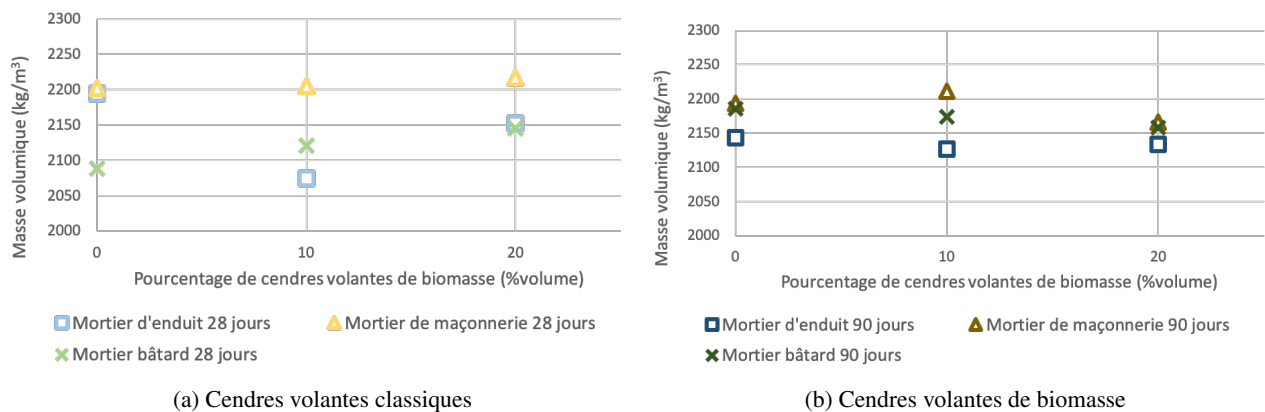 2300
2250
2200
2150
2100
2050
2000
Masse volumique (kg/m³)
0
10
20
Pourcentage de cendres volantes de biomasse (%volume)
Mortier d'enduit 28 jours
Mortier de maçonnerie 28 jours
Mortier bâtard 28 jours
(a) Cendres volantes classiques
2300
2250
2200
2150
2100
2050
2000
Masse volumique (kg/m³)
0
10
20
Pourcentage de cendres volantes de biomasse (%volume)
Mortier d'enduit 90 jours
Mortier de maçonnerie 90 jours
Mortier bâtard 90 jours
(b) Cendres volantes de biomasse